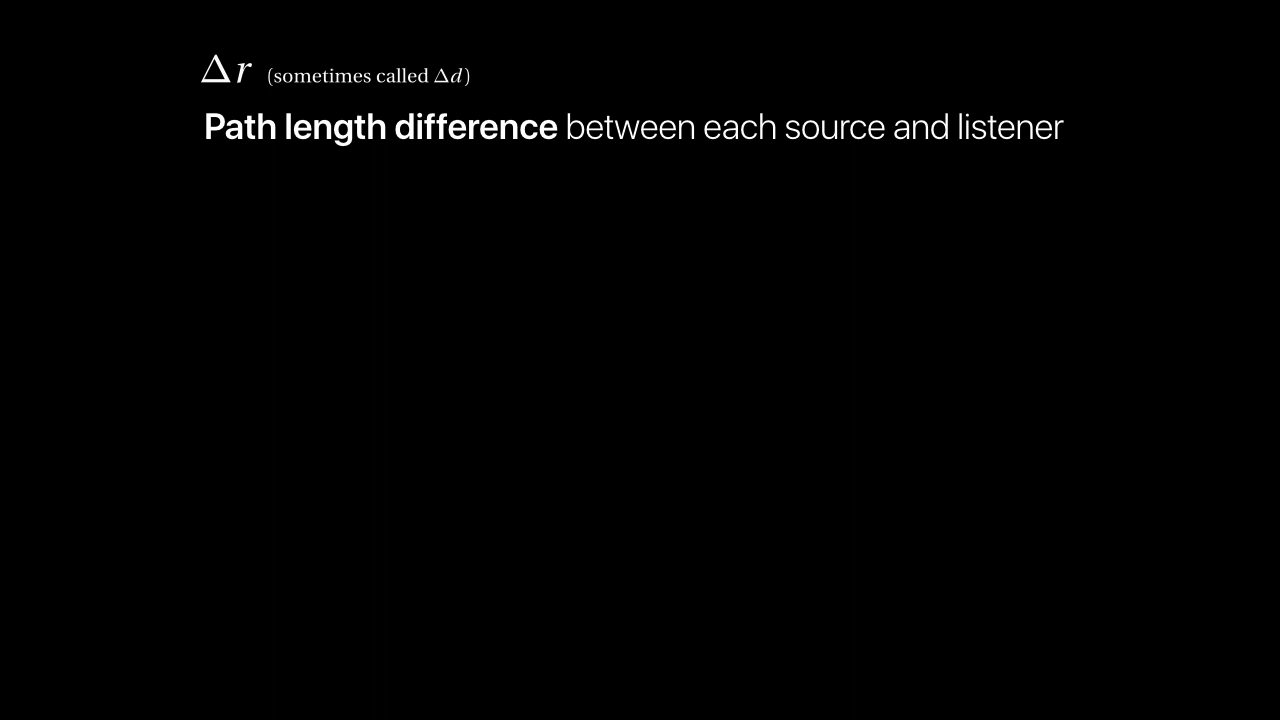 Δr (sometimes called Δd)
Path length difference between each source and listener